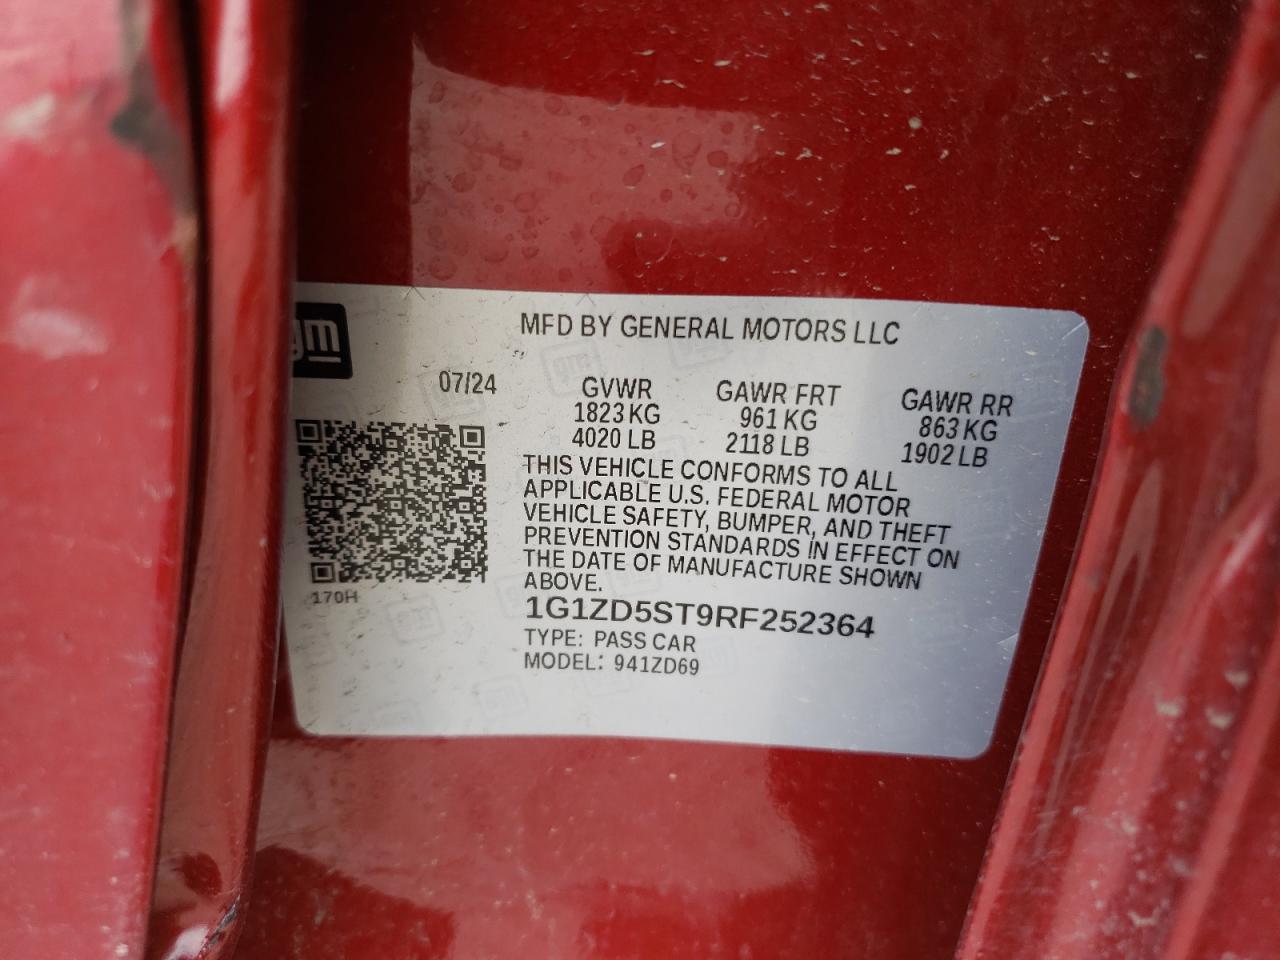 gm
MFD BY GENERAL MOTORS LLC
07/24
GVWR GAWR FRT GAWR RR
1823 KG 961 KG 863 KG
4020 LB 2118 LB 1902 LB
THIS VEHICLE CONFORMS TO ALL
APPLICABLE U.S. FEDERAL MOTOR
VEHICLE SAFETY, BUMPER, AND THEFT
PREVENTION STANDARDS IN EFFECT ON
THE DATE OF MANUFACTURE SHOWN
ABOVE.
170H
1G1ZD5ST9RF252364
TYPE: PASS CAR
MODEL: 941ZD69